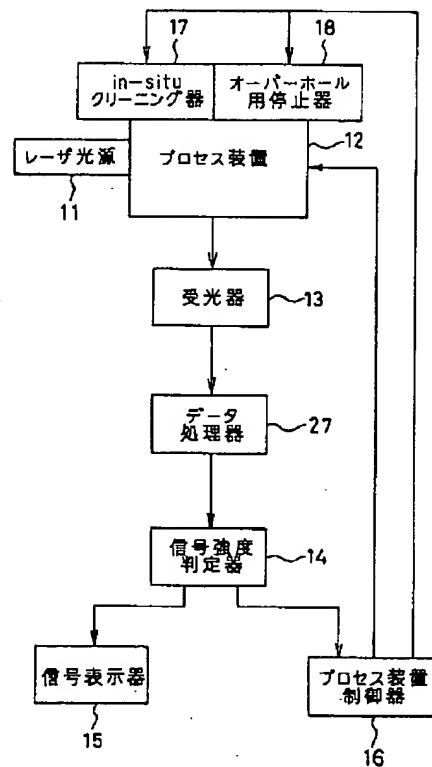 17
18
in-situ
クリーニング器
オーバーホール
用停止器
レーザ光源
プロセス装置
12
11
受光器
13
データ
処理器
27
信号強度
判定器
14
信号表示器
15
プロセス装置
制御器
16